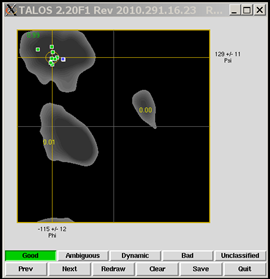 TALOS 2.20F1 Rev 2010.291.16.23 R...
129 +/- 11
Psi
0.00
0.01
-115 +/- 12
Phi
Good Ambiguous Dynamic Bad Unclassified
Prev Next Redraw Clear Save Quit